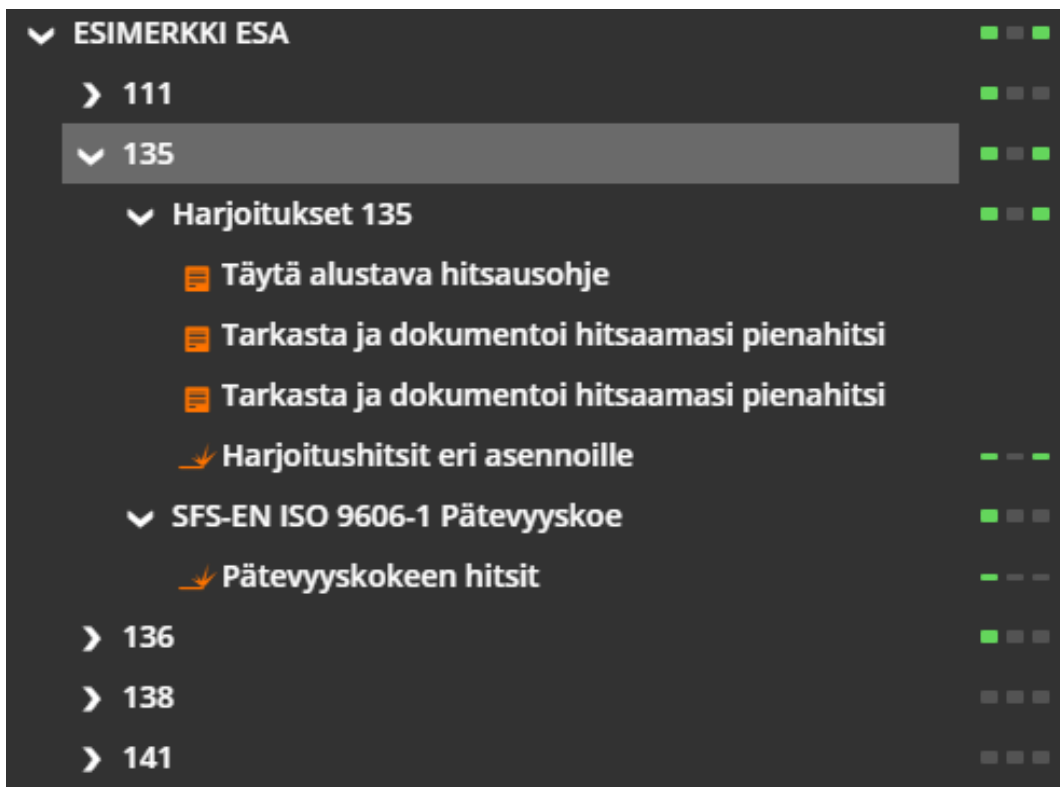 ESIMERKKI ESA
111
135
Harjoitukset 135
Täytä alustava hitsausohje
Tarkasta ja dokumentoi hitsaamasi pienahitsi
Tarkasta ja dokumentoi hitsaamasi pienahitsi
Harjoitushitsit eri asennoille
SFS-EN ISO 9606-1 Pätevyyskoe
Pätevyyskokeen hitsit
136
138
141